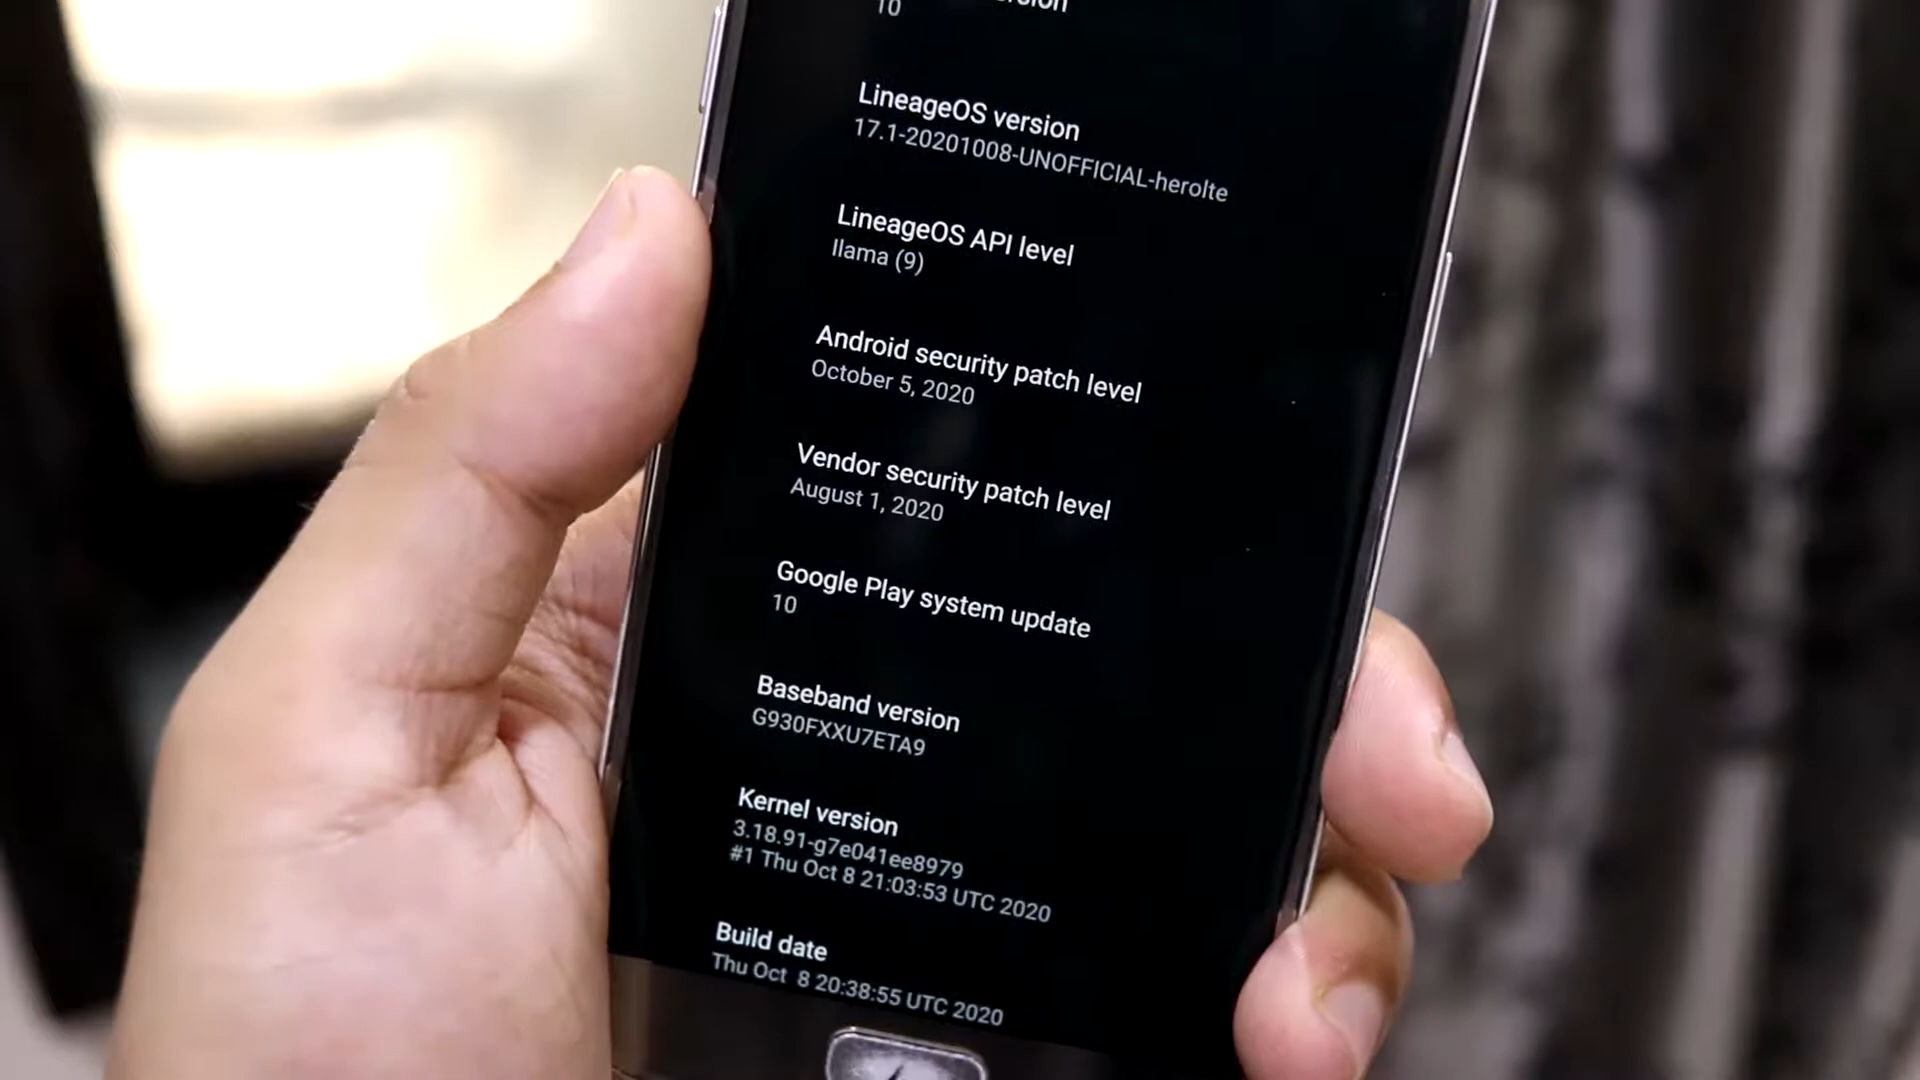 10
LineageOS version
17.1-20201008-UNOFFICIAL-herolte
LineageOS API level
llama (9)
Android security patch level
October 5, 2020
Vendor security patch level
August 1, 2020
Google Play system update
10
Baseband version
G930FXXU7ETA9
Kernel version
3.18.91-g7e041ee8979
#1 Thu Oct 8 21:03:53 UTC 2020
Build date
Thu Oct 8 20:38:55 UTC 2020